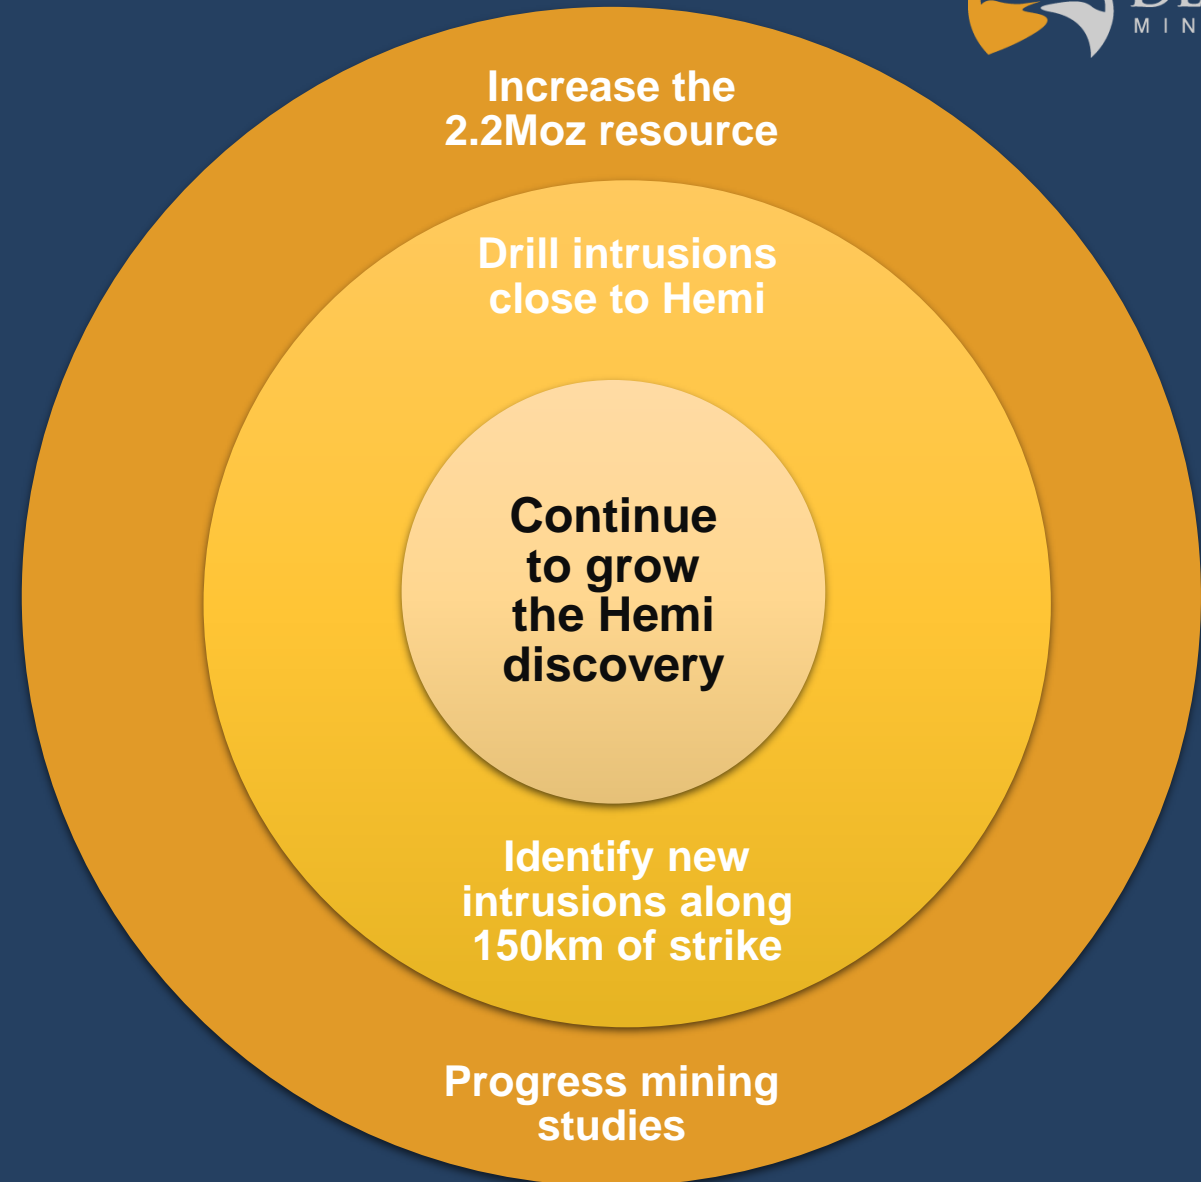 Increase the
2.2Moz resource
Drill intrusions
close to Hemi
Continue
to grow
the Hemi
discovery
Identify new
intrusions along
150km of strike
Progress mining
studies